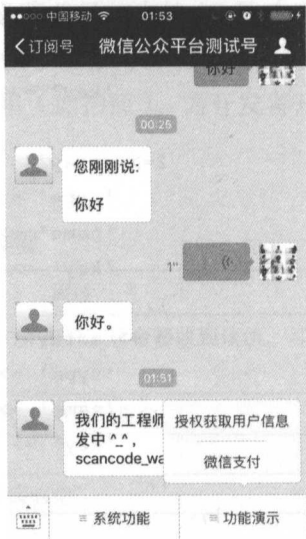 中国移动
01:53
订阅号
微信公众平台测试号
你好
00:26
您刚刚说:
你好
1"
你好。
01:51
我们的工程师
发中 ^_^ ,
scancode_wa
授权获取用户信息
微信支付
系统功能
功能演示